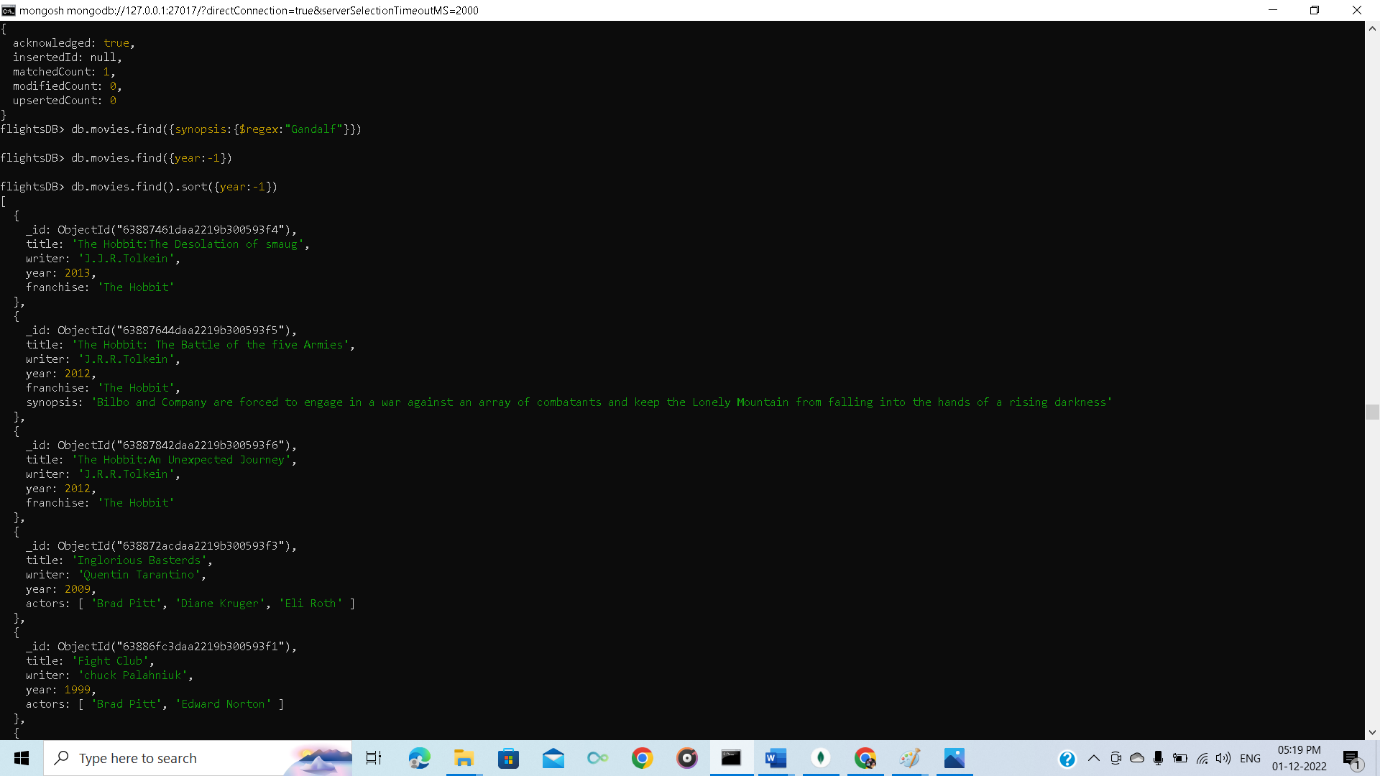 mongosh mongodb://127.0.0.1:27017/?directConnection=true&serverSelectionTimeoutMS=2000
{
  acknowledged: true,
  insertedId: null,
  matchedCount: 1,
  modifiedCount: 0,
  upsertedCount: 0
}
flightsDB> db.movies.find({synopsis:{$regex:"Gandalf"}})
flightsDB> db.movies.find({year:-1})
flightsDB> db.movies.find().sort({year:-1})
[
  {
    _id: ObjectId("63887461daa2219b300593f4"),
    title: 'The Hobbit:The Desolation of smaug',
    writer: 'J.J.R.Tolkein',
    year: 2013,
    franchise: 'The Hobbit'
  },
  {
    _id: ObjectId("63887644daa2219b300593f5"),
    title: 'The Hobbit: The Battle of the five Armies',
    writer: 'J.R.R.Tolkein',
    year: 2012,
    franchise: 'The Hobbit',
    synopsis: 'Bilbo and Company are forced to engage in a war against an array of combatants and keep the Lonely Mountain from falling into the hands of a rising darkness'
  },
  {
    _id: ObjectId("63887842daa2219b300593f6"),
    title: 'The Hobbit:An Unexpected Journey',
    writer: 'J.R.R.Tolkein',
    year: 2012,
    franchise: 'The Hobbit'
  },
  {
    _id: ObjectId("638872acdaa2219b300593f3"),
    title: 'Inglorious Basterds',
    writer: 'Quentin Tarantino',
    year: 2009,
    actors: [ 'Brad Pitt', 'Diane Kruger', 'Eli Roth' ]
  },
  {
    _id: ObjectId("63886fc3daa2219b300593f1"),
    title: 'Fight Club',
    writer: 'chuck Palahniuk',
    year: 1999,
    actors: [ 'Brad Pitt', 'Edward Norton' ]
  },
  {
Type here to search
ENG
05:19 PM
01-12-2022
1